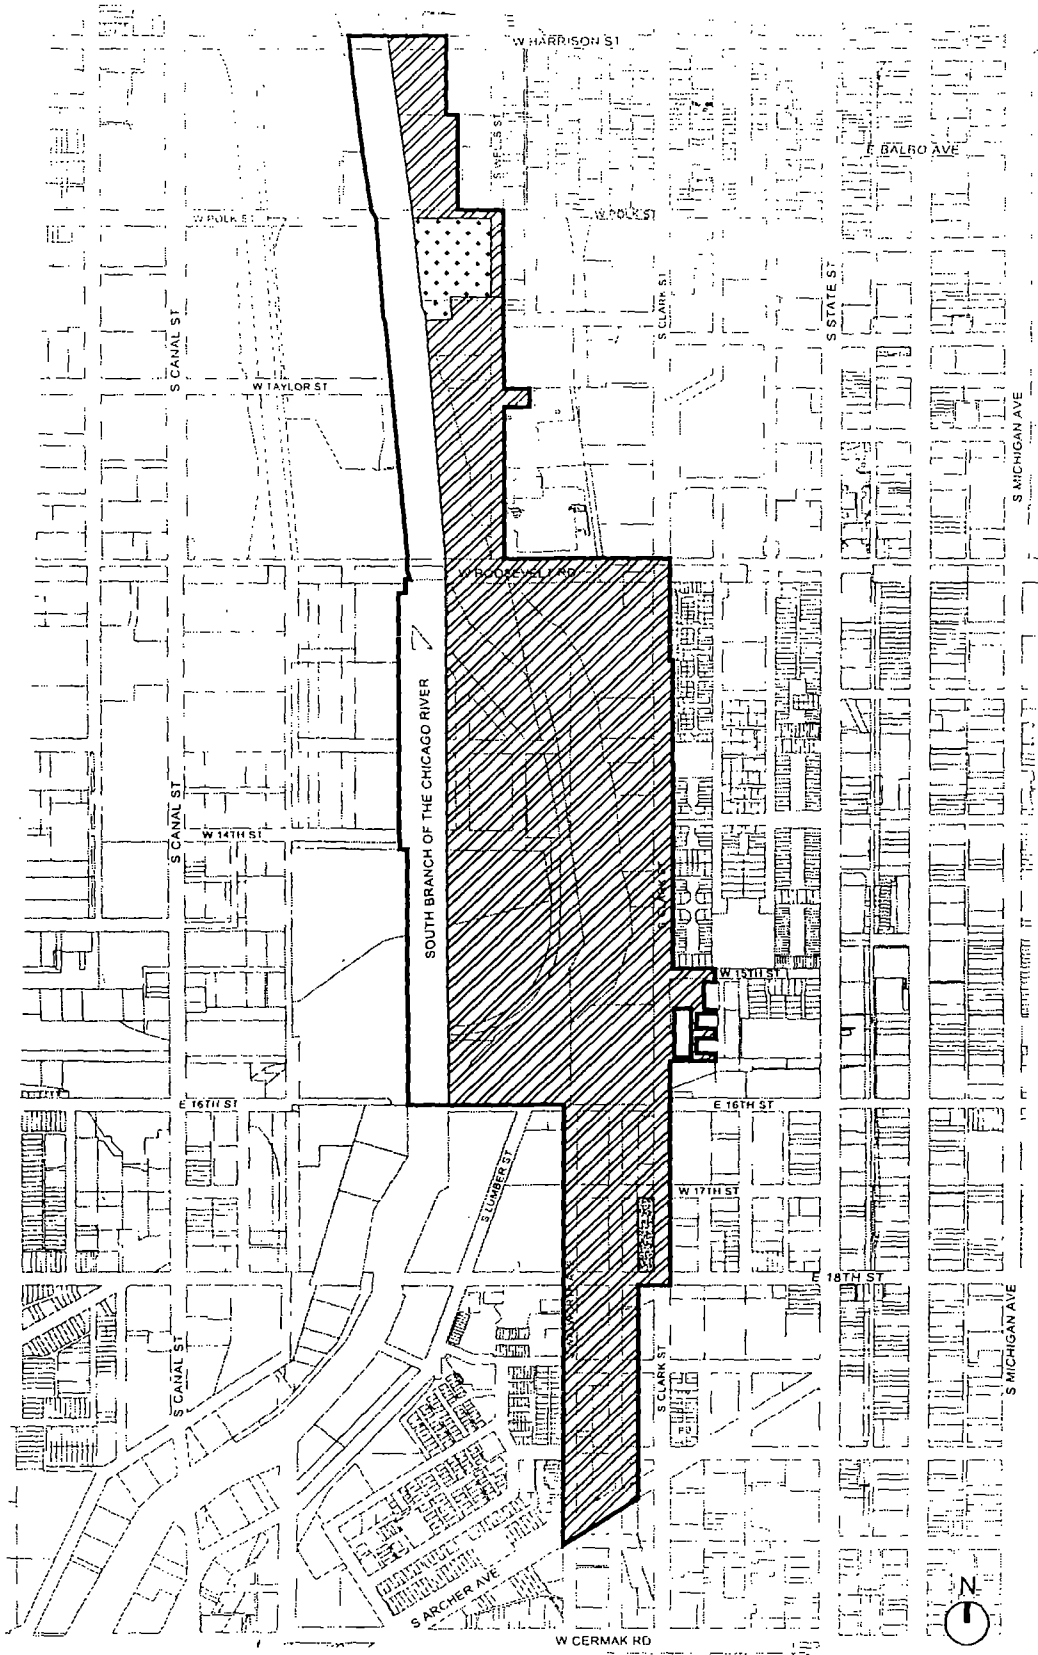 W HARRISON ST
S WELLS ST
E BALBO AVE
W POLK ST
W POLK ST
S CANAL ST
S CLARK ST
S STATE ST
W TAYLOR ST
S MICHIGAN AVE
W ROOSEVELT RD
SOUTH BRANCH OF THE CHICAGO RIVER
S CANAL ST
W 14TH ST
S CLARK ST
W 15TH ST
E 16TH ST
E 16TH ST
S LUMBER ST
W 17TH ST
E 18TH ST
S CANAL ST
S CLARK ST
S MICHIGAN AVE
S ARCHER AVE
N
W CERMAK RD